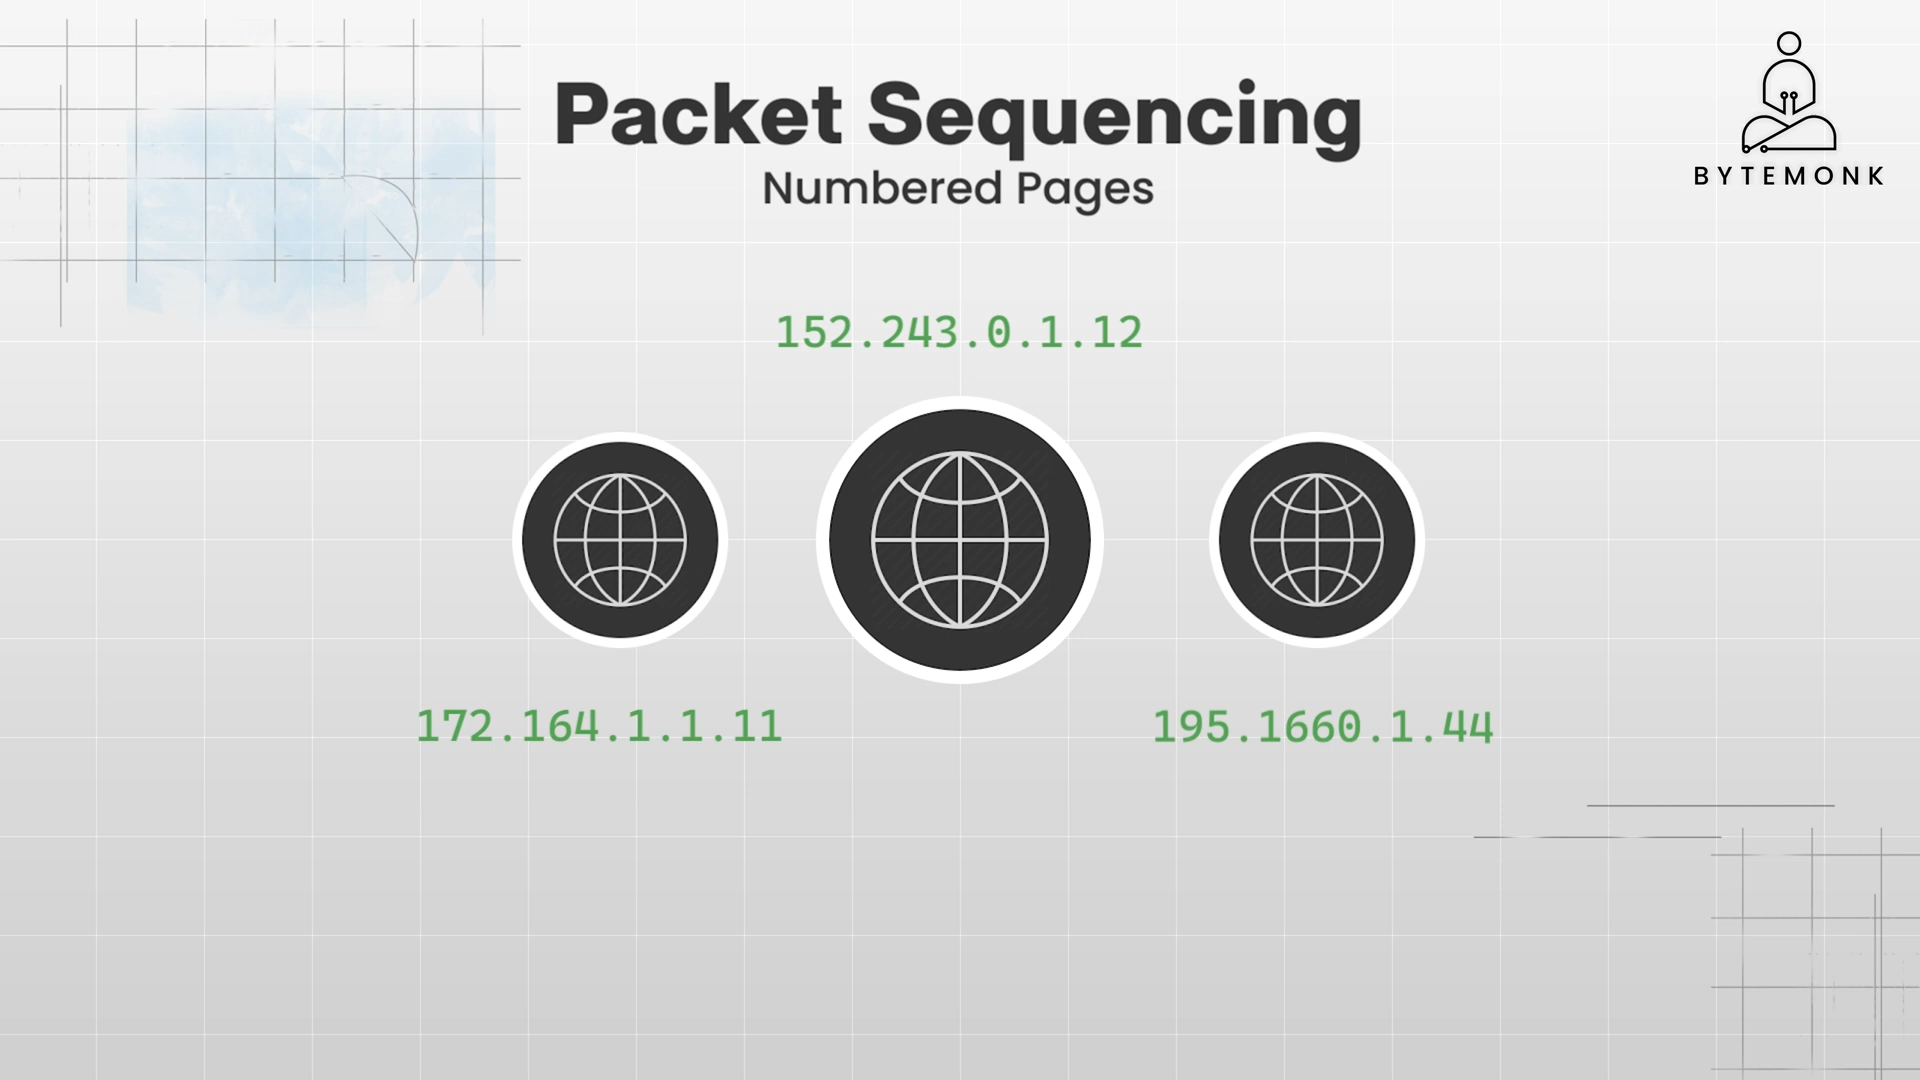 Packet Sequencing
Numbered Pages
BYTEMONK
152.243.0.1.12
172.164.1.1.11
195.1660.1.44